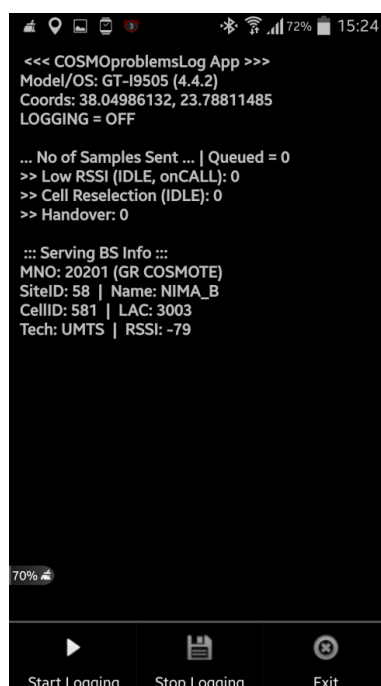 3 72% 15:24
<<< COSMOproblemsLog App >>>
Model/OS: GT-I9505 (4.4.2)
Coords: 38.04986132, 23.78811485
LOGGING = OFF
... No of Samples Sent ... | Queued = 0
>> Low RSSI (IDLE, onCALL): 0
>> Cell Reselection (IDLE): 0
>> Handover: 0
::: Serving BS Info :::
MNO: 20201 (GR COSMOTE)
SiteID: 58 | Name: NIMA_B
CellID: 581 | LAC: 3003
Tech: UMTS | RSSI: -79
70%
Start Logging Stop Logging Exit